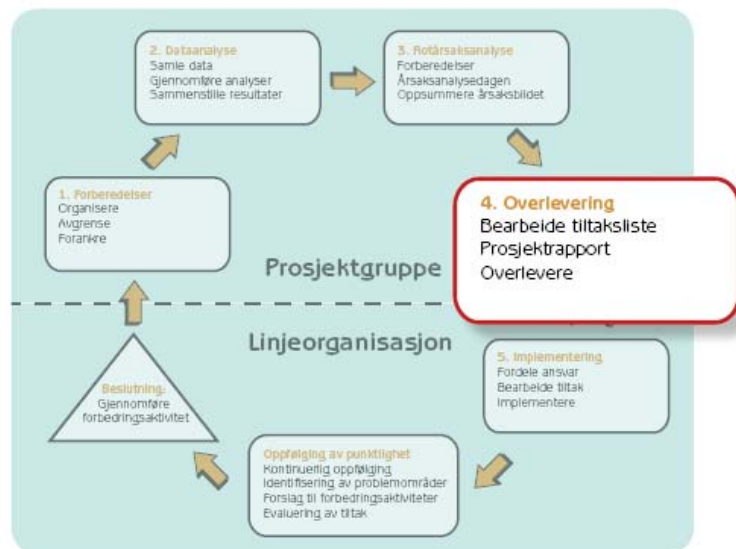 2. Dataanalyse
Samle data
Gjennomføre analyser
Sammenstille resultater
3. Rotårsaksanalyse
Forberedelser
Årsaksanalysedagen
Oppsummere årsaksbildet
1. Forberedelser
Organisere
Avgrense
Forankre
4. Overlevering
Bearbeide tiltaksliste
Prosjektrapport
Overlevere
Prosjektgruppe
Linjeorganisasjon
5. Implementering
Fordele ansvar
Bearbeide tiltak
Implementere
Beslutning:
Gjennomføre
forbedringsaktivitet
Oppfølging av punktlighet
Kontinuerlig oppfølging
Identifisering av problemområder
Forslag til forbedringsaktiviteter
Evaluering av tiltak